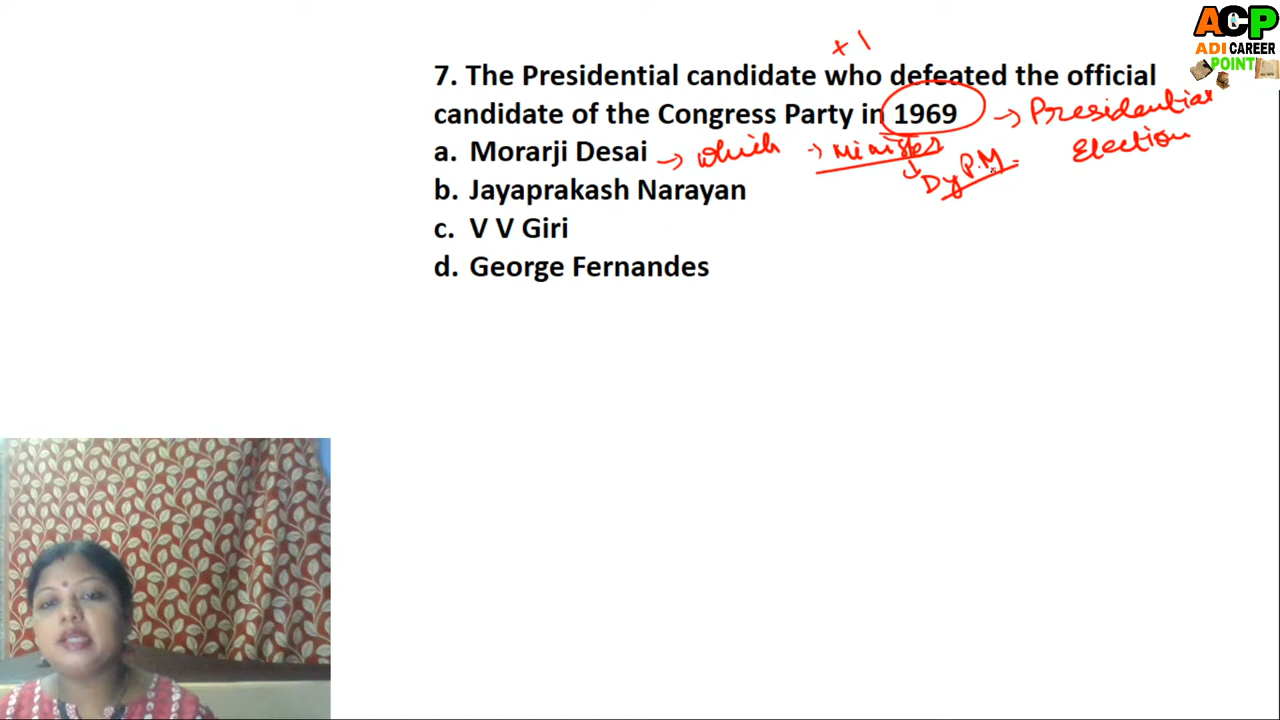 ACP
ADI CAREER
POINT
+1
7. The Presidential candidate who defeated the official
candidate of the Congress Party in 1969 → Presidential
Election
a. Morarji Desai → which → minister
↓
Dy P.M.
b. Jayaprakash Narayan
c. V V Giri
d. George Fernandes